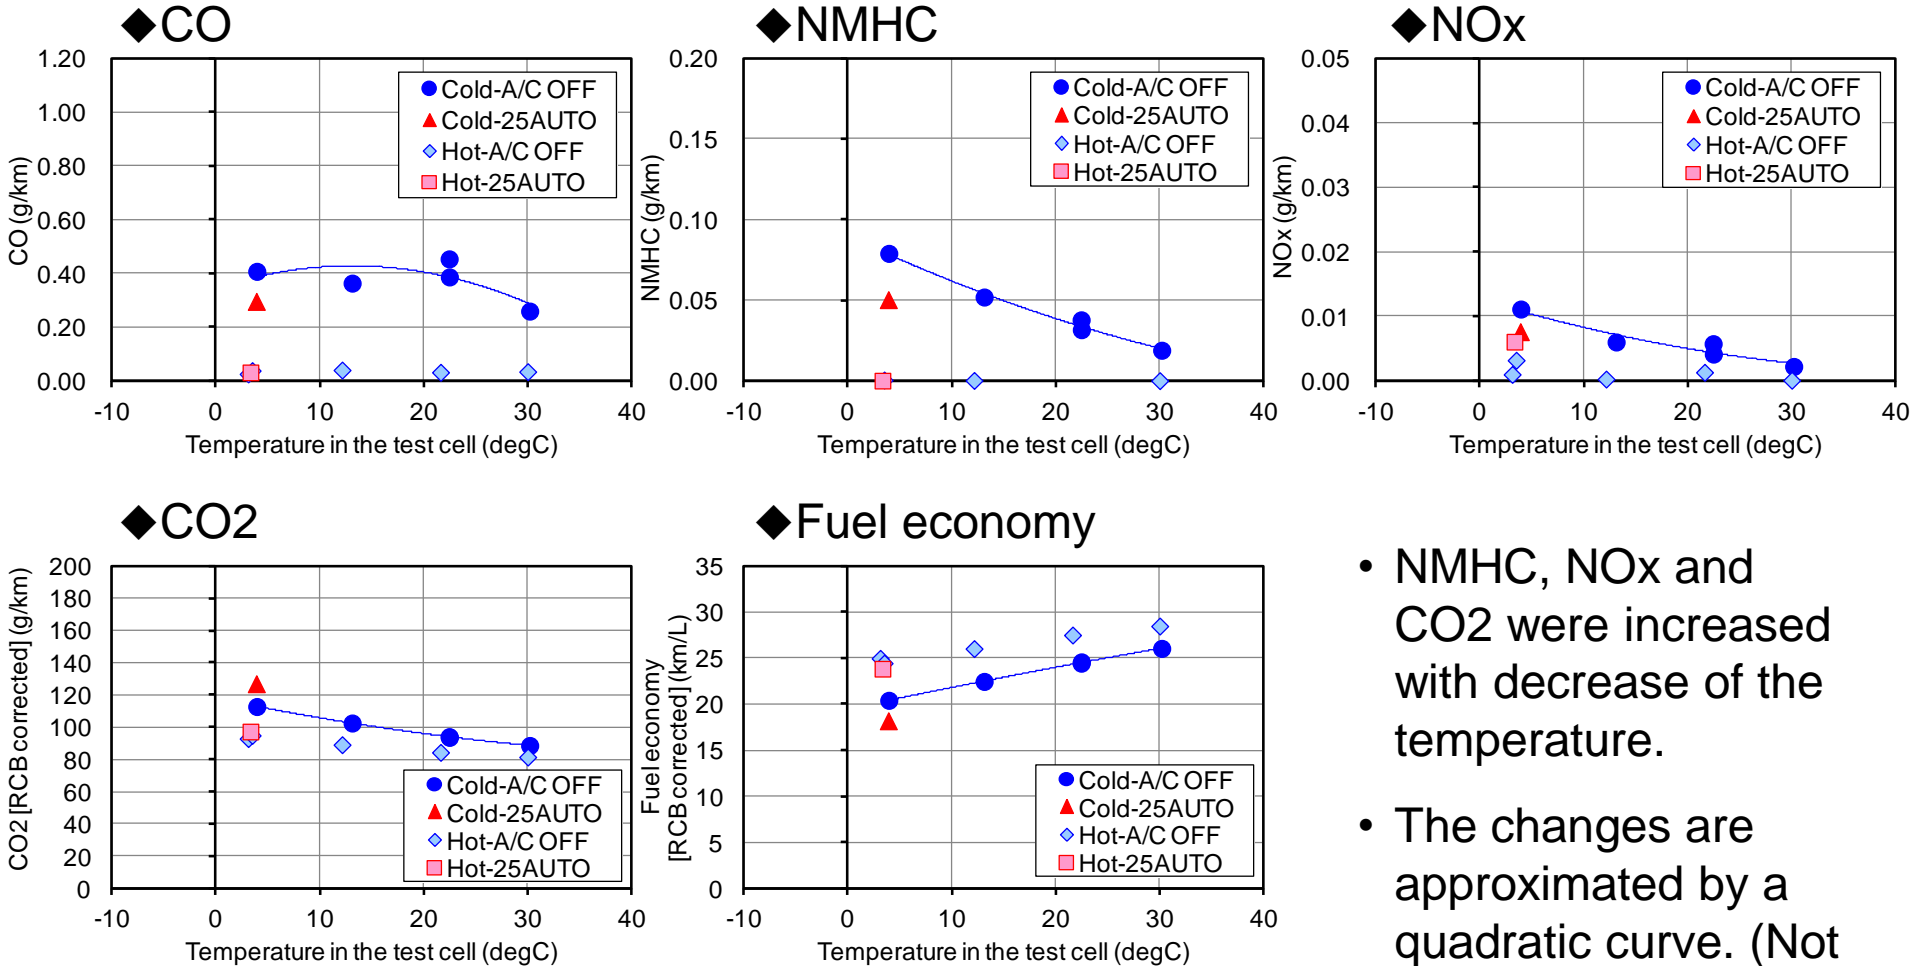 ◆CO
1.20
1.00
0.80
0.60
0.40
0.20
0.00
-10 0 10 20 30 40
CO (g/km)
Temperature in the test cell (degC)
Cold-A/C OFF
Cold-25AUTO
Hot-A/C OFF
Hot-25AUTO
◆NMHC
0.20
0.15
0.10
0.05
0.00
-10 0 10 20 30 40
NMHC (g/km)
Temperature in the test cell (degC)
Cold-A/C OFF
Cold-25AUTO
Hot-A/C OFF
Hot-25AUTO
◆NOx
0.05
0.04
0.03
0.02
0.01
0.00
-10 0 10 20 30 40
NOx (g/km)
Temperature in the test cell (degC)
Cold-A/C OFF
Cold-25AUTO
Hot-A/C OFF
Hot-25AUTO
◆CO2
200
180
160
140
120
100
80
60
40
20
0
-10 0 10 20 30 40
CO2 [RCB corrected] (g/km)
Temperature in the test cell (degC)
Cold-A/C OFF
Cold-25AUTO
Hot-A/C OFF
Hot-25AUTO
◆Fuel economy
35
30
25
20
15
10
5
0
-10 0 10 20 30 40
Fuel economy
[RCB corrected] (km/L)
Temperature in the test cell (degC)
Cold-A/C OFF
Cold-25AUTO
Hot-A/C OFF
Hot-25AUTO
• NMHC, NOx and
CO2 were increased
with decrease of the
temperature.
• The changes are
approximated by a
quadratic curve. (Not